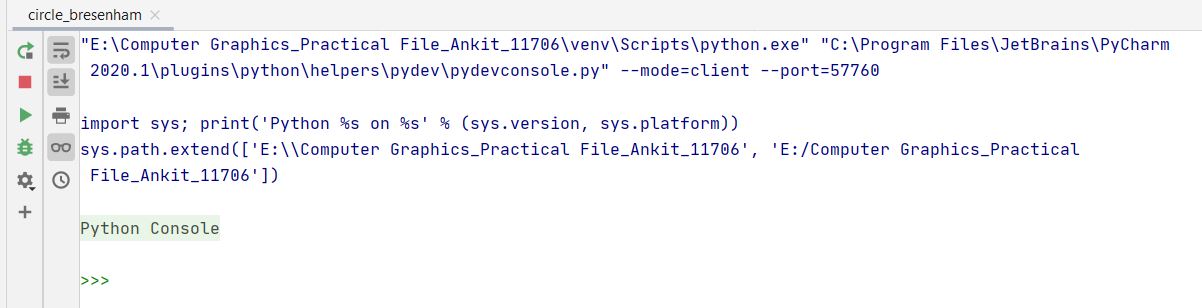 circle_bresenham
"E:\Computer Graphics_Practical File_Ankit_11706\venv\Scripts\python.exe" "C:\Program Files\JetBrains\PyCharm
2020.1\plugins\python\helpers\pydev\pydevconsole.py" --mode=client --port=57760
import sys; print('Python %s on %s' % (sys.version, sys.platform))
sys.path.extend(['E:\\Computer Graphics_Practical File_Ankit_11706', 'E:/Computer Graphics_Practical
File_Ankit_11706'])
Python Console
>>>